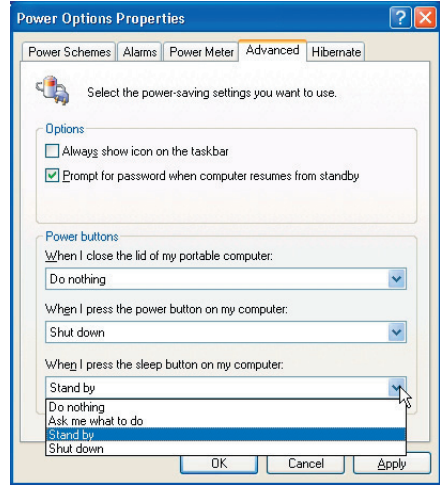 Power Options Properties
Power Schemes Alarms Power Meter Advanced Hibernate
Select the power-saving settings you want to use.
Options
Always show icon on the taskbar
Prompt for password when computer resumes from standby
Power buttons
When I close the lid of my portable computer:
Do nothing
When I press the power button on my computer:
Shut down
When I press the sleep button on my computer:
Stand by
Do nothing
Ask me what to do
Stand by
Shut down
OK Cancel Apply